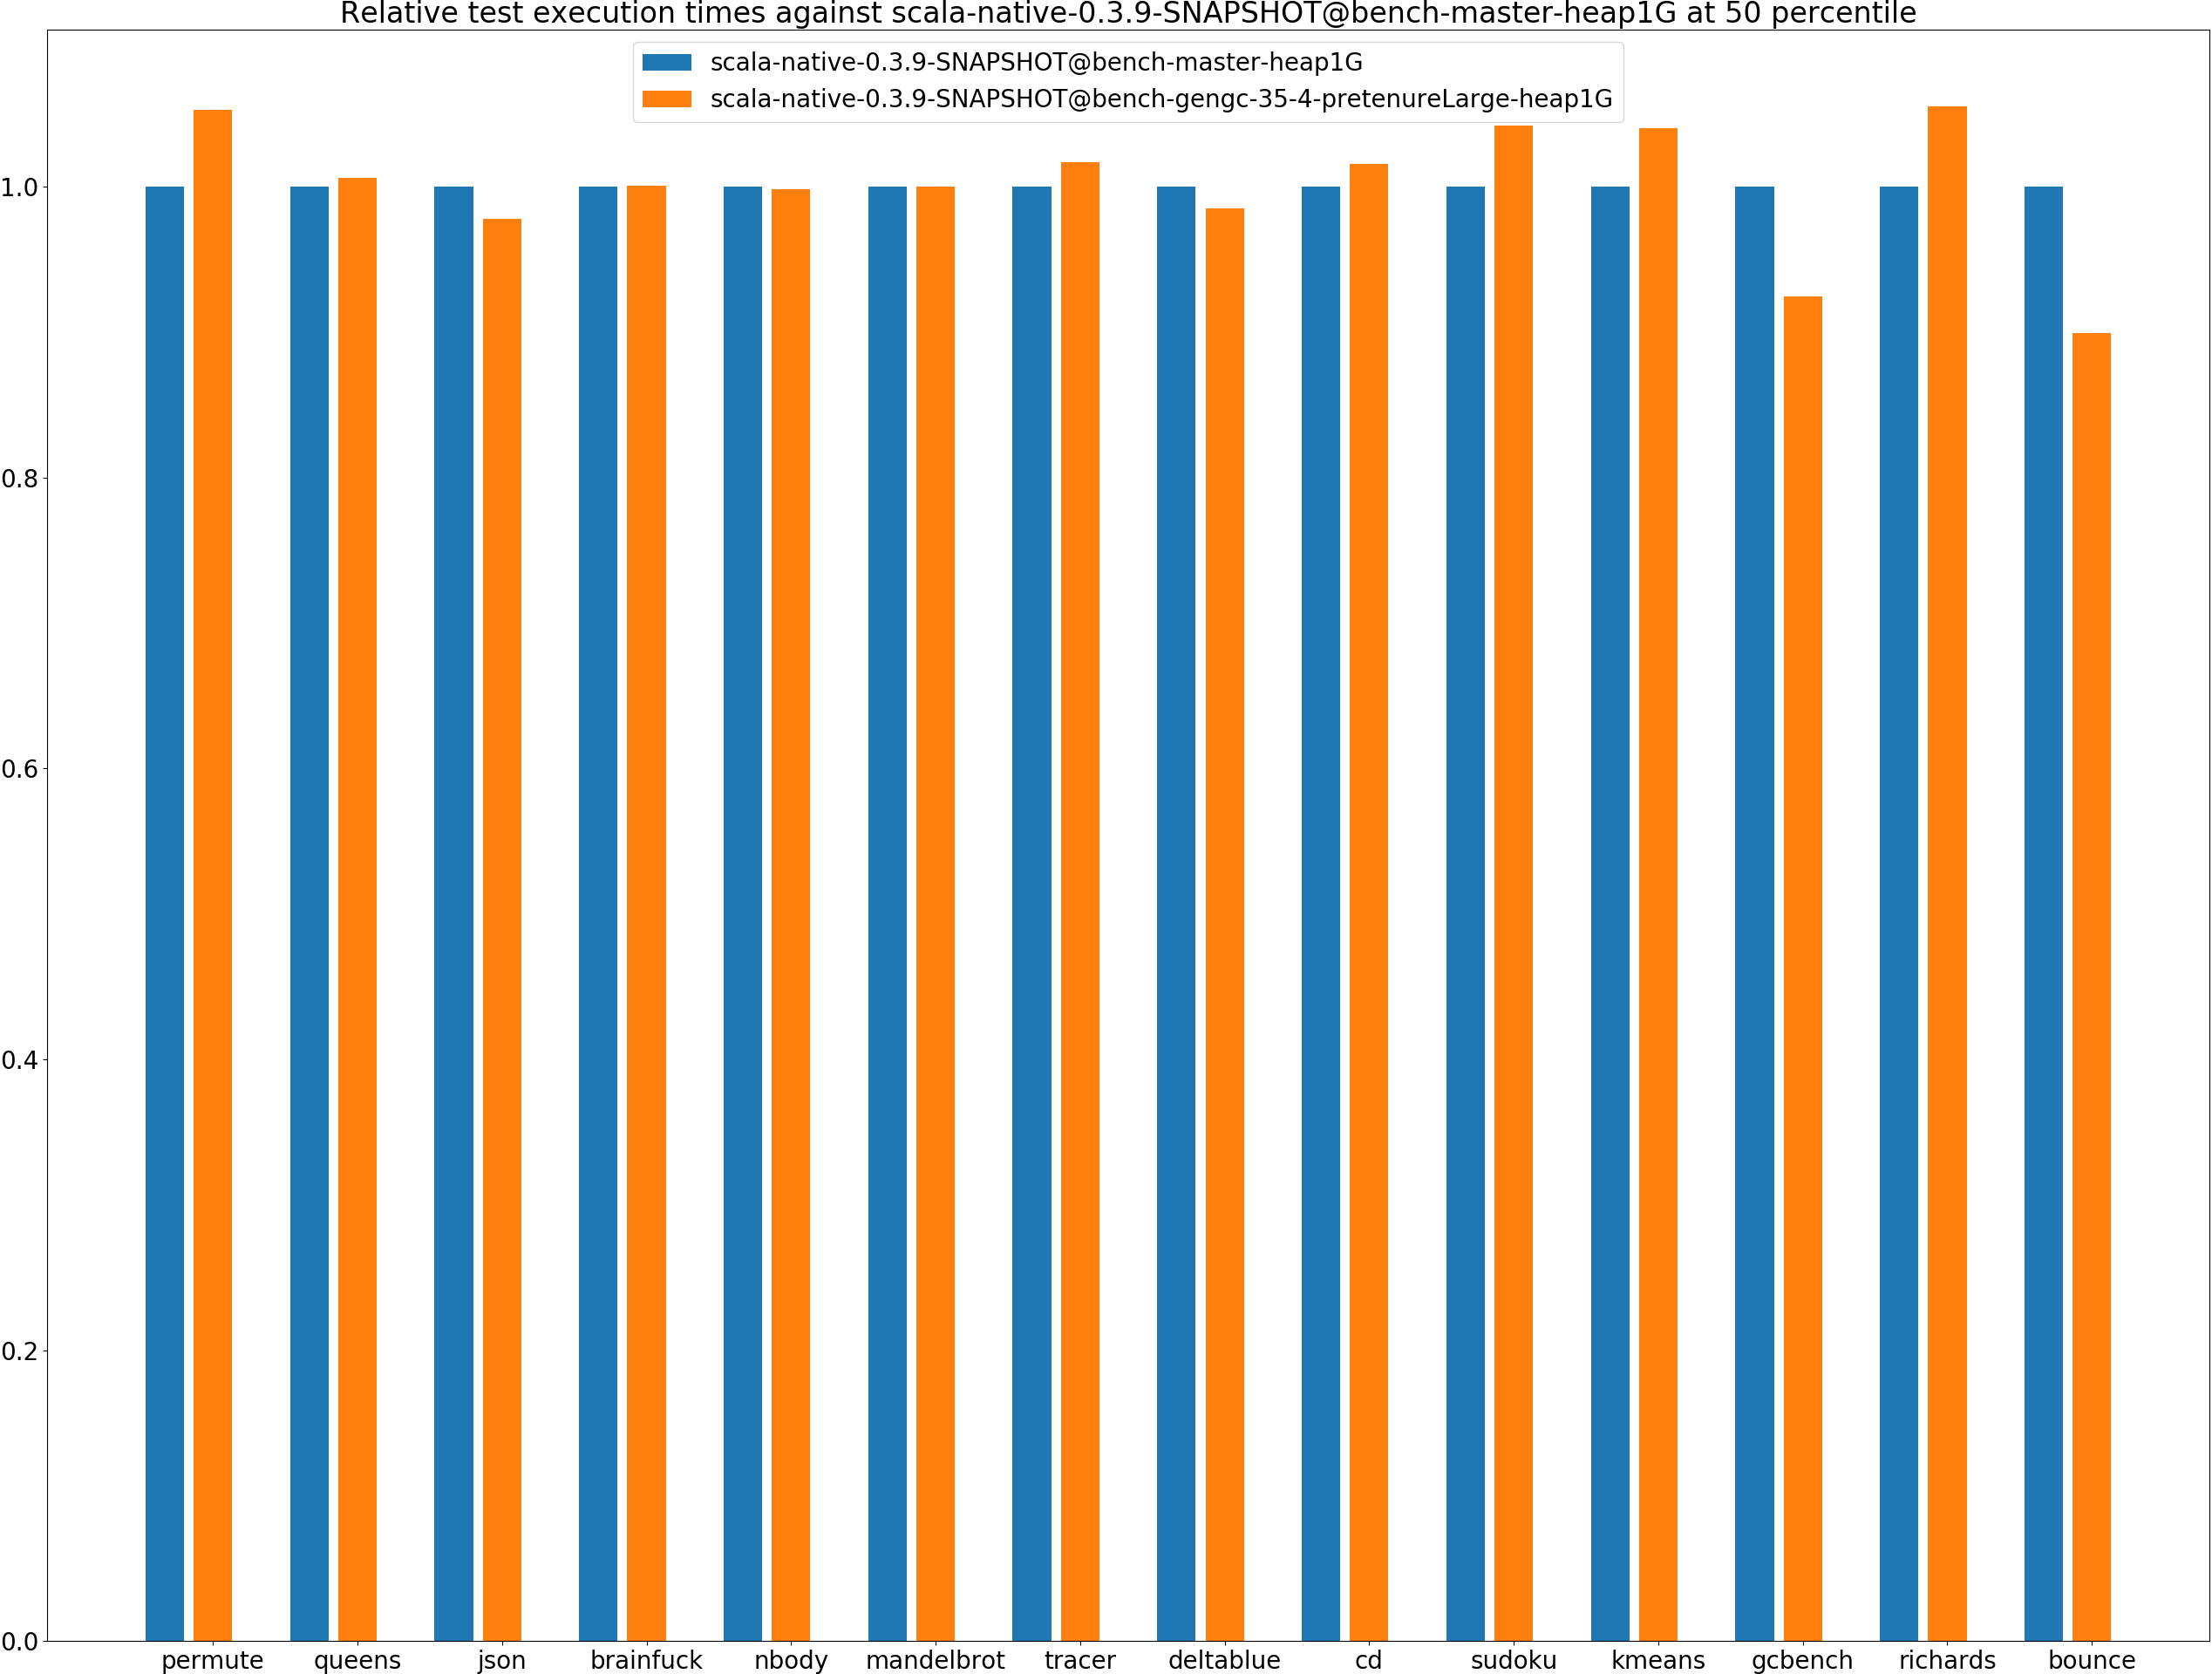 Relative test execution times against scala-native-0.3.9-SNAPSHOT@bench-master-heap1G at 50 percentile
scala-native-0.3.9-SNAPSHOT@bench-master-heap1G
scala-native-0.3.9-SNAPSHOT@bench-gengc-35-4-pretenureLarge-heap1G
1.0
0.8
0.6
0.4
0.2
0.0
permute queens json brainfuck nbody mandelbrot tracer deltablue cd sudoku kmeans gcbench richards bounce